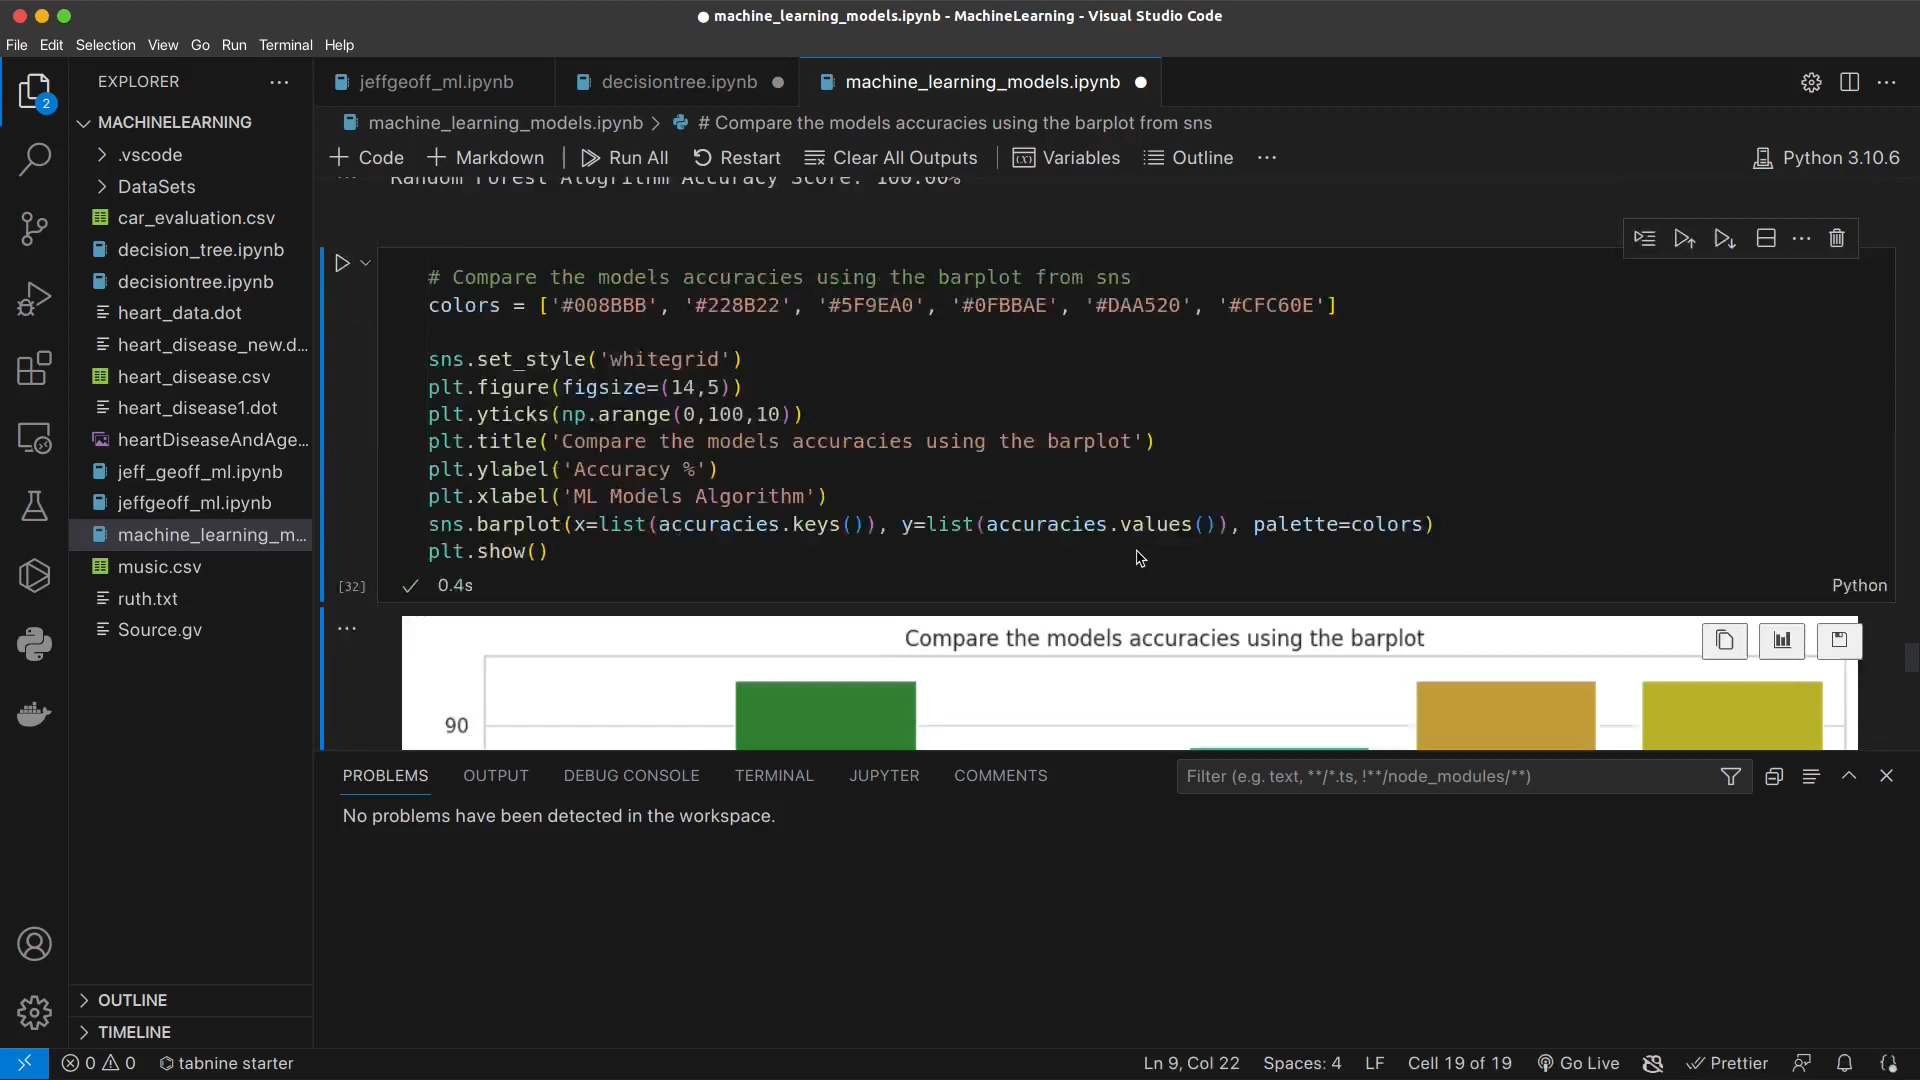 machine_learning_models.ipynb - MachineLearning - Visual Studio Code
File Edit Selection View Go Run Terminal Help
EXPLORER
jeffgeoff_ml.ipynb
decisiontree.ipynb
machine_learning_models.ipynb
2
MACHINELEARNING
.vscode
DataSets
car_evaluation.csv
decision_tree.ipynb
decisiontree.ipynb
heart_data.dot
heart_disease_new.d...
heart_disease.csv
heart_disease1.dot
heartDiseaseAndAge...
jeff_geoff_ml.ipynb
jeffgeoff_ml.ipynb
machine_learning_m...
music.csv
ruth.txt
Source.gv
OUTLINE
TIMELINE
machine_learning_models.ipynb > # Compare the models accuracies using the barplot from sns
+ Code + Markdown Run All Restart Clear All Outputs Variables Outline ... Python 3.10.6
Random Forest Alogrithm Accuracy Score: 100.00%
# Compare the models accuracies using the barplot from sns
colors = ['#008BBB', '#228B22', '#5F9EA0', '#0FBBAE', '#DAA520', '#CFC60E']
sns.set_style('whitegrid')
plt.figure(figsize=(14,5))
plt.yticks(np.arange(0,100,10))
plt.title('Compare the models accuracies using the barplot')
plt.ylabel('Accuracy %')
plt.xlabel('ML Models Algorithm')
sns.barplot(x=list(accuracies.keys()), y=list(accuracies.values()), palette=colors)
plt.show()
[32] 0.4s Python
Compare the models accuracies using the barplot
90
PROBLEMS OUTPUT DEBUG CONSOLE TERMINAL JUPYTER COMMENTS Filter (e.g. text, **/*.ts, !**/node_modules/**)
No problems have been detected in the workspace.
0 0 tabnine starter Ln 9, Col 22 Spaces: 4 LF Cell 19 of 19 Go Live Prettier